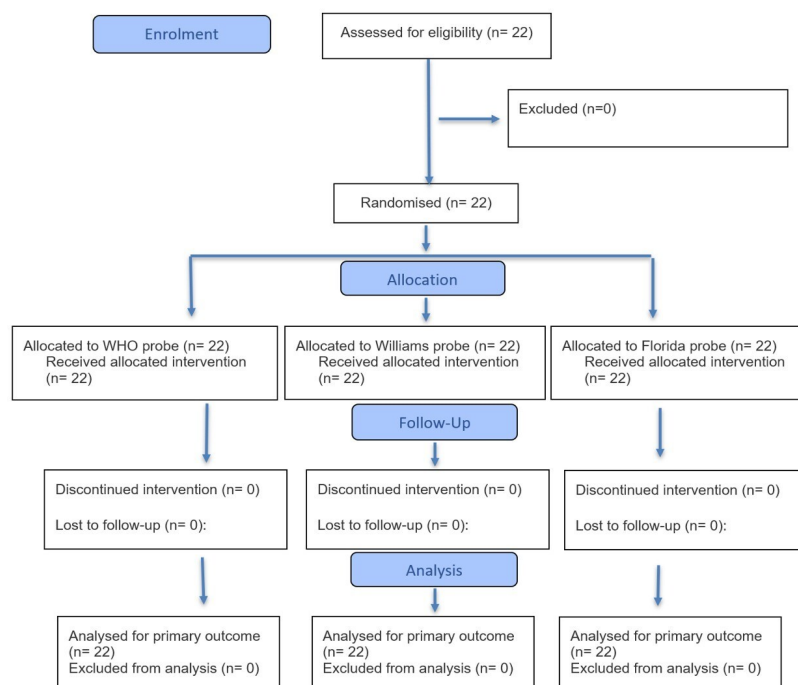 Enrolment
Assessed for eligibility (n= 22)
Excluded (n=0)
Randomised (n= 22)
Allocation
Allocated to WHO probe (n= 22)
Received allocated intervention
(n= 22)
Allocated to Williams probe (n= 22)
Received allocated intervention
(n= 22)
Allocated to Florida probe (n= 22)
Received allocated intervention
(n= 22)
Follow-Up
Discontinued intervention (n= 0)
Lost to follow-up (n= 0):
Discontinued intervention (n= 0)
Lost to follow-up (n= 0):
Discontinued intervention (n= 0)
Lost to follow-up (n= 0):
Analysis
Analysed for primary outcome
(n= 22)
Excluded from analysis (n= 0)
Analysed for primary outcome
(n= 22)
Excluded from analysis (n= 0)
Analysed for primary outcome
(n= 22)
Excluded from analysis (n= 0)